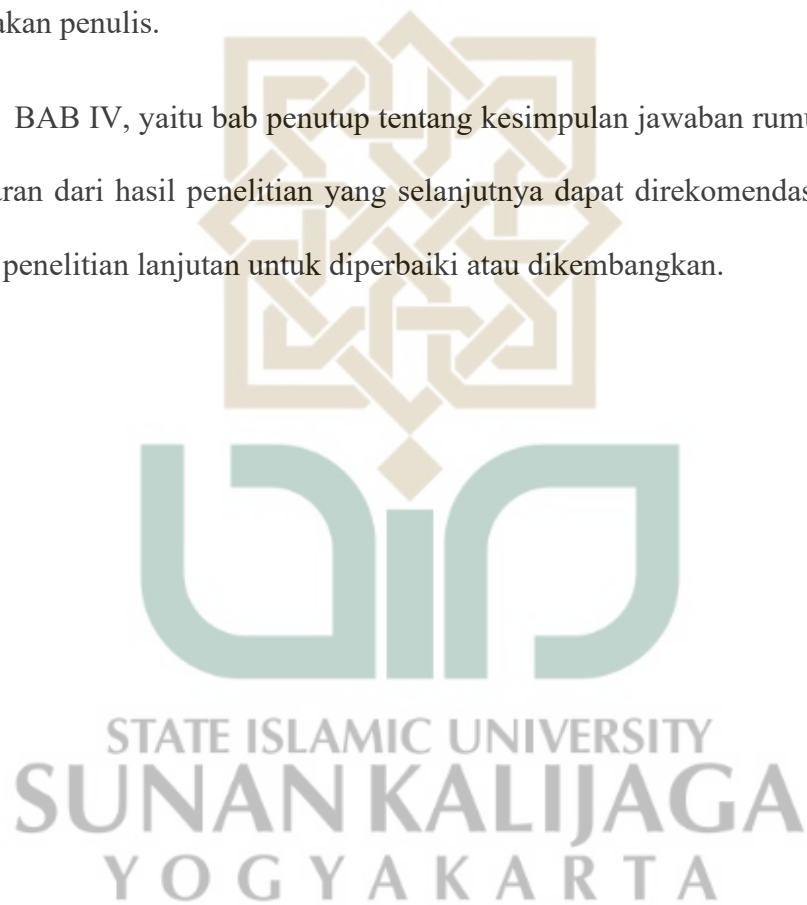 akan penulis.
BAB IV, yaitu bab penutup tentang kesimpulan jawaban rumu
ran dari hasil penelitian yang selanjutnya dapat direkomendas
penelitian lanjutan untuk diperbaiki atau dikembangkan.
STATE ISLAMIC UNIVERSITY
SUNAN KALIJAGA
YOGYAKARTA